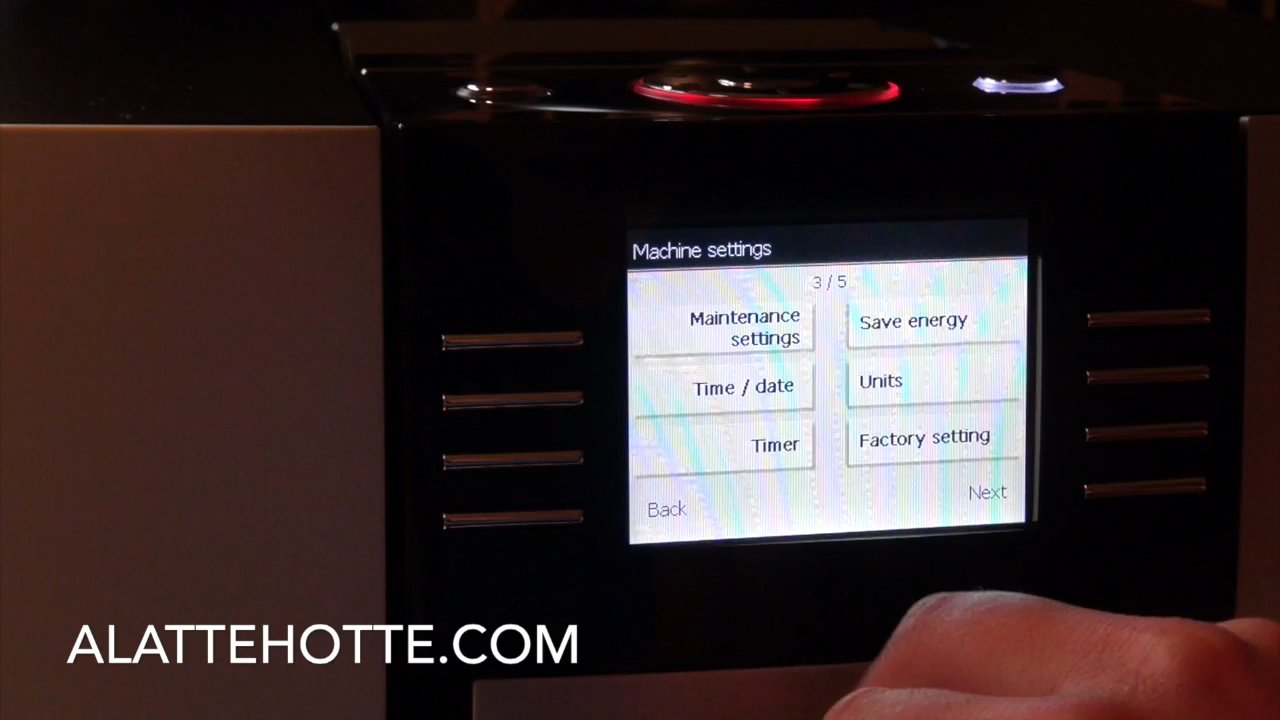 Machine settings
3 / 5
Maintenance settings
Save energy
Time / date
Units
Timer
Factory setting
Back
Next
ALATTEHOTTE.COM